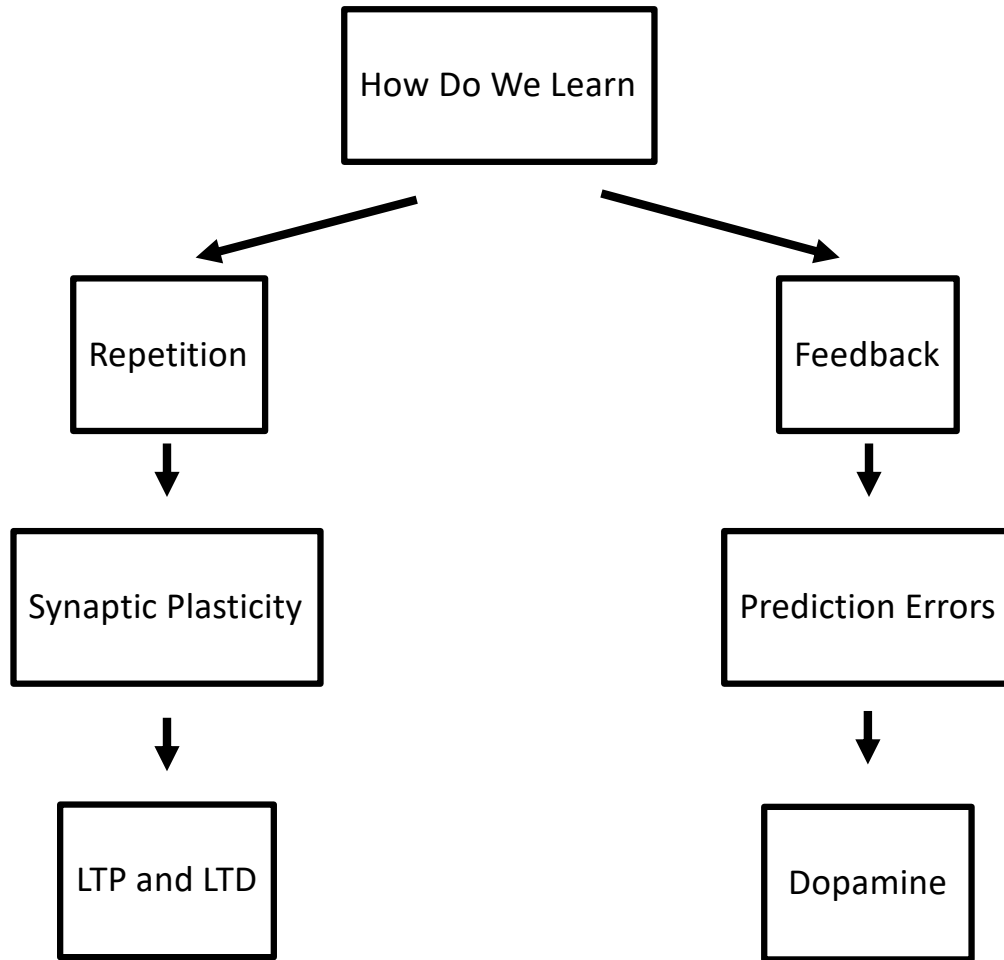 How Do We Learn
Repetition
Feedback
Synaptic Plasticity
Prediction Errors
LTP and LTD
Dopamine